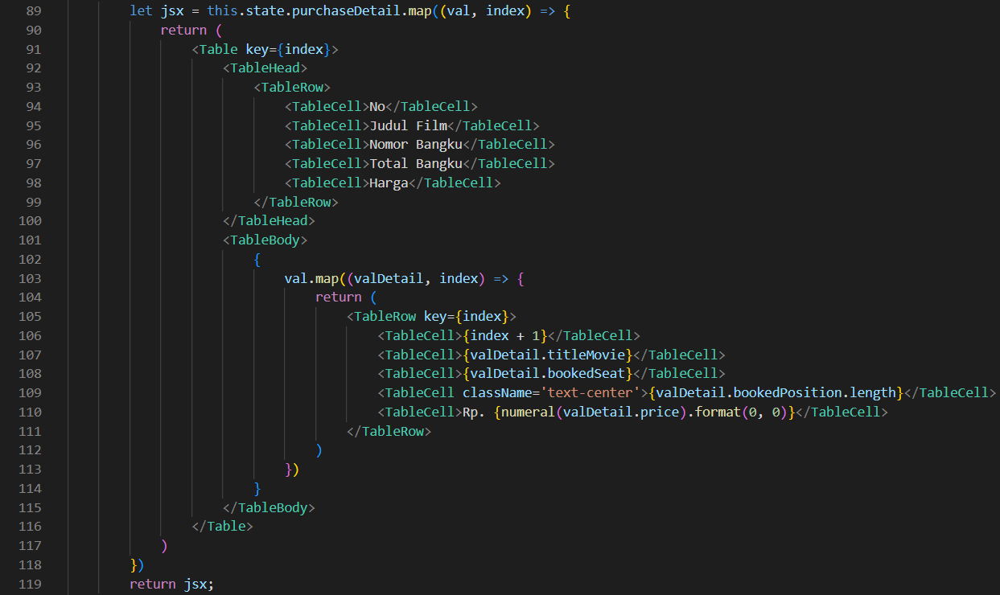 89 let jsx = this.state.purchaseDetail.map((val, index) => {
90 return (
91 <Table key={index}>
92 <TableHead>
93 <TableRow>
94 <TableCell>No</TableCell>
95 <TableCell>Judul Film</TableCell>
96 <TableCell>Nomor Bangku</TableCell>
97 <TableCell>Total Bangku</TableCell>
98 <TableCell>Harga</TableCell>
99 </TableRow>
100 </TableHead>
101 <TableBody>
102 {
103 val.map((valDetail, index) => {
104 return (
105 <TableRow key={index}>
106 <TableCell>{index + 1}</TableCell>
107 <TableCell>{valDetail.titleMovie}</TableCell>
108 <TableCell>{valDetail.bookedSeat}</TableCell>
109 <TableCell className='text-center'>{valDetail.bookedPosition.length}</TableCell>
110 <TableCell>Rp. {numeral(valDetail.price).format(0, 0)}</TableCell>
111 </TableRow>
112 )
113 })
114 }
115 </TableBody>
116 </Table>
117 )
118 })
119 return jsx;